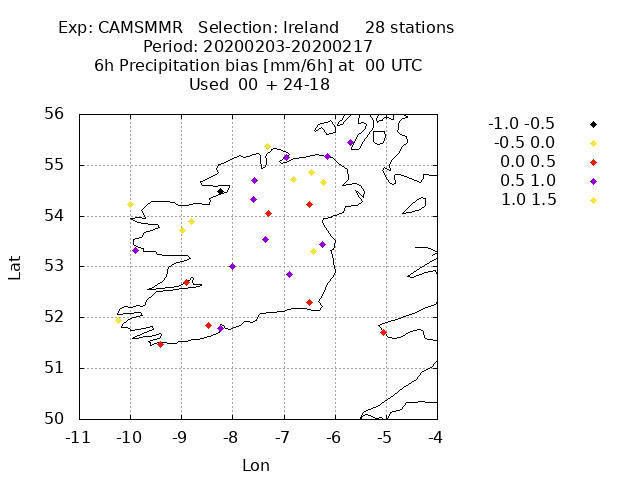 Exp: CAMSMMR   Selection: Ireland     28 stations
Period: 20200203-20200217
6h Precipitation bias [mm/6h] at  00 UTC
Used  00 + 24-18
-1.0 -0.5
-0.5 0.0
0.0 0.5
0.5 1.0
1.0 1.5
56
55
54
53
52
51
50
Lat
-11 -10 -9 -8 -7 -6 -5 -4
Lon